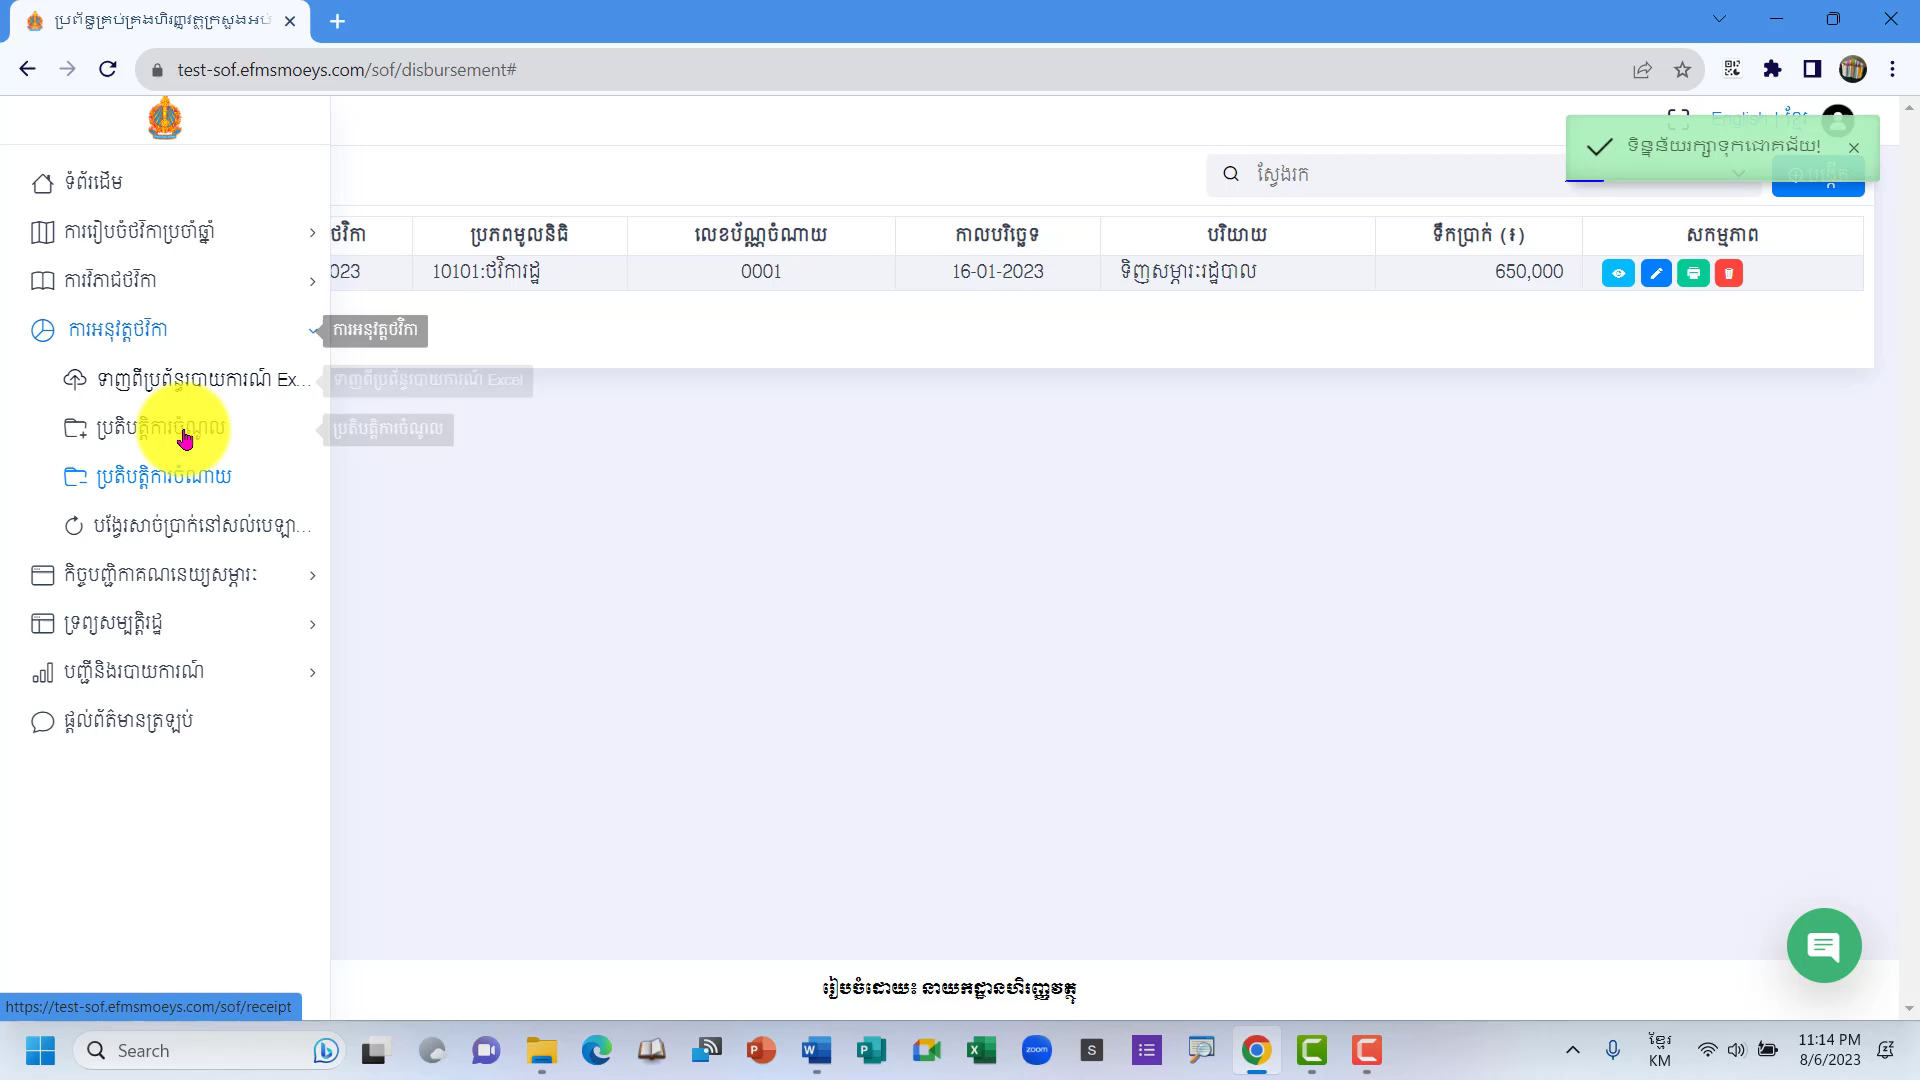 ប្រព័ន្ធគ្រប់គ្រងហិរញ្ញវត្ថុក្រសួងអប់
test-sof.efmsmoeys.com/sof/disbursement#
English | ខ្មែរ
ទិន្នន័យរក្សាទុកជោគជ័យ!
ស្វែងរក
បង្កើត
ទំព័រដើម
ការរៀបចំថវិកាប្រចាំឆ្នាំ
ការវិភាជថវិកា
ការអនុវត្តថវិកា
ទាញពីប្រព័ន្ធរបាយការណ៍ Ex...
ប្រតិបត្តិការចំណូល
ប្រតិបត្តិការចំណាយ
បង្វែរសាច់ប្រាក់នៅសល់បេឡា...
កិច្ចបញ្ជិកាគណនេយ្យសម្ភារៈ
ទ្រព្យសម្បត្តិរដ្ឋ
បញ្ជីនិងរបាយការណ៍
ផ្តល់ព័ត៌មានត្រឡប់
ការអនុវត្តថវិកា
ទាញពីប្រព័ន្ធរបាយការណ៍ Excel
ប្រតិបត្តិការចំណូល
ថវិកា ប្រភពមូលនិធិ លេខប័ណ្ណចំណាយ កាលបរិច្ឆេទ បរិយាយ ទឹកប្រាក់ (៛) សកម្មភាព
023 10101:ថវិការដ្ឋ 0001 16-01-2023 ទិញសម្ភារៈរដ្ឋបាល 650,000
រៀបចំដោយ៖ នាយកដ្ឋានហិរញ្ញវត្ថុ
https://test-sof.efmsmoeys.com/sof/receipt
Search
zoom
ខ្មែរ
KM
11:14 PM
8/6/2023